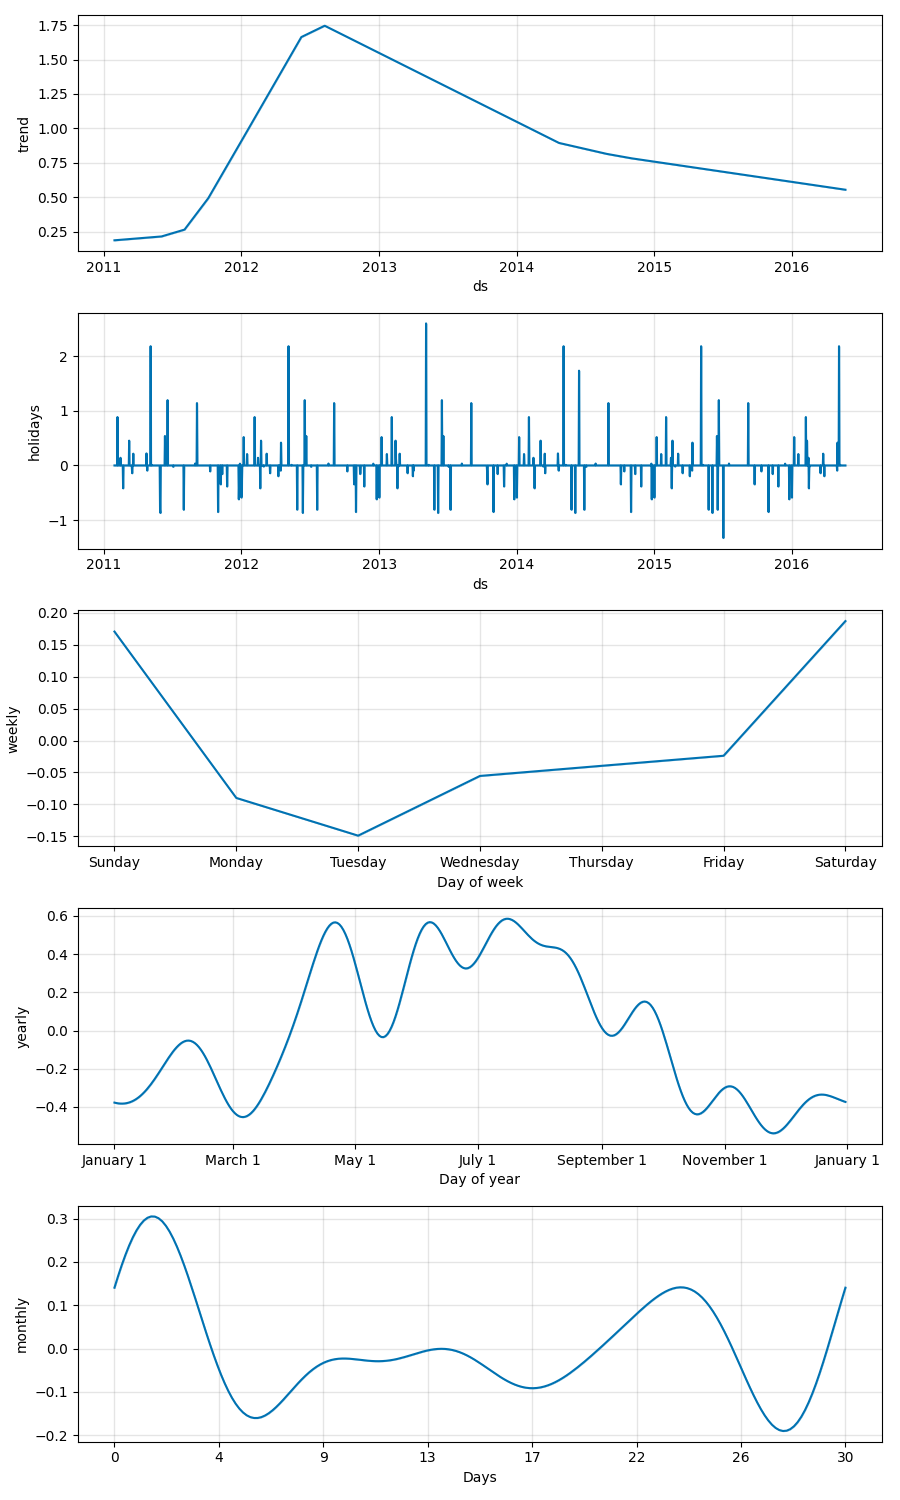 1.75
1.50
1.25
1.00
0.75
0.50
0.25
trend
2011 2012 2013 2014 2015 2016
ds
2
1
0
−1
holidays
2011 2012 2013 2014 2015 2016
ds
0.20
0.15
0.10
0.05
0.00
−0.05
−0.10
−0.15
weekly
Sunday Monday Tuesday Wednesday Thursday Friday Saturday
Day of week
0.6
0.4
0.2
0.0
−0.2
−0.4
yearly
January 1 March 1 May 1 July 1 September 1 November 1 January 1
Day of year
0.3
0.2
0.1
0.0
−0.1
−0.2
monthly
0 4 9 13 17 22 26 30
Days